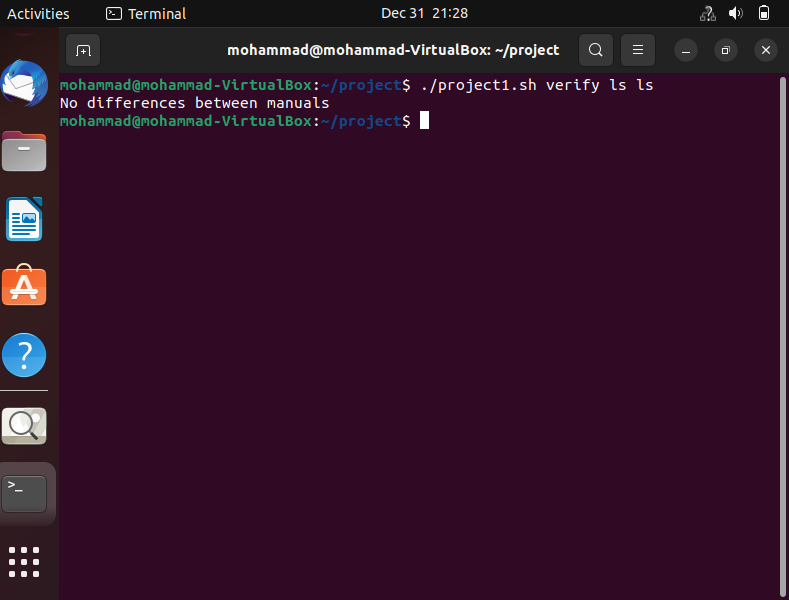 Activities Terminal Dec 31 21:28
mohammad@mohammad-VirtualBox: ~/project
mohammad@mohammad-VirtualBox:~/project$ ./project1.sh verify ls ls
No differences between manuals
mohammad@mohammad-VirtualBox:~/project$